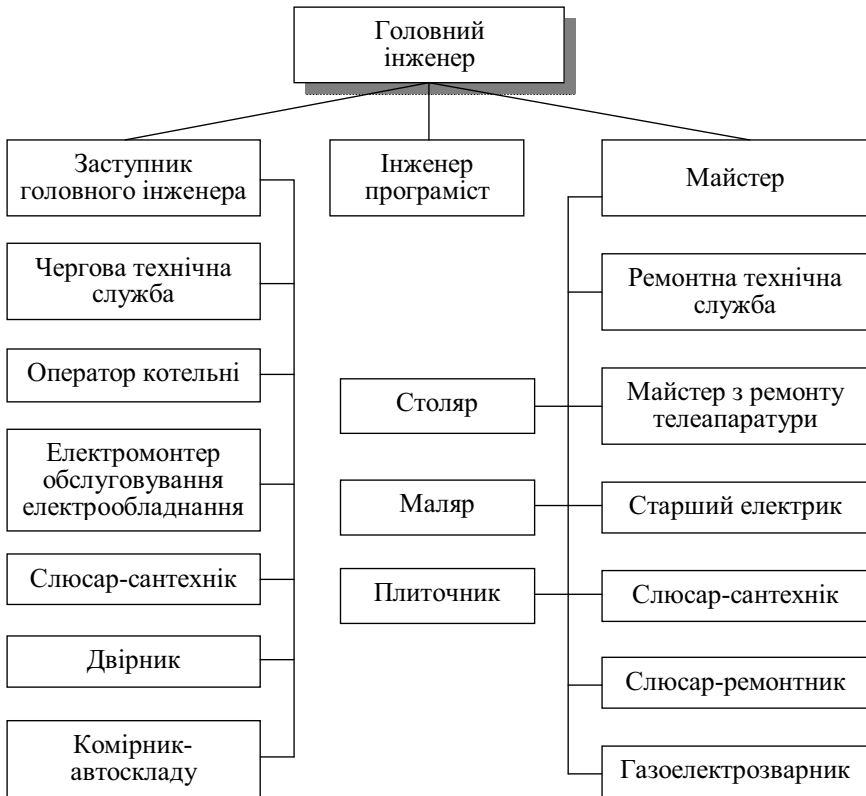 Головний
інженер
Заступник
головного інженера
Інженер
програміст
Майстер
Чергова технічна
служба
Ремонтна технічна
служба
Оператор котельні
Столяр
Майстер з ремонту
телеапаратури
Електромонтер
обслуговування
електрообладнання
Маляр
Старший електрик
Слюсар-сантехнік
Плиточник
Слюсар-сантехнік
Двірник
Слюсар-ремонтник
Комірник-
автоскладу
Газоелектрозварник